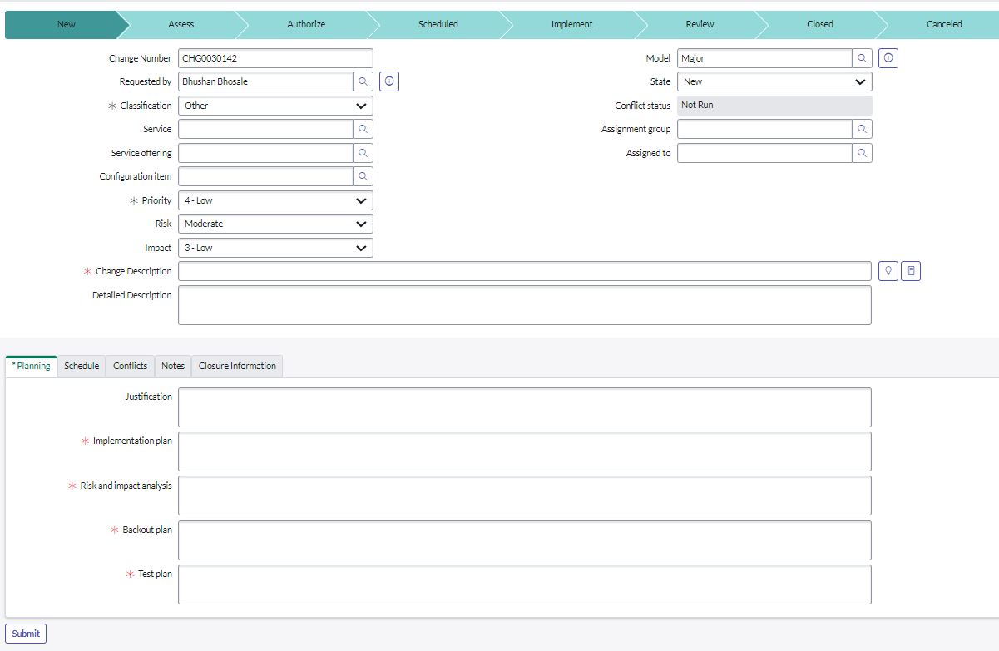 New Assess Authorize Scheduled Implement Review Closed Canceled
Change Number CHG0030142
Model Major
Requested by Bhushan Bhosale
State New
* Classification Other
Conflict status Not Run
Service
Assignment group
Service offering
Assigned to
Configuration item
* Priority 4 - Low
Risk Moderate
Impact 3 - Low
* Change Description
Detailed Description
* Planning Schedule Conflicts Notes Closure Information
Justification
* Implementation plan
* Risk and impact analysis
* Backout plan
* Test plan
Submit